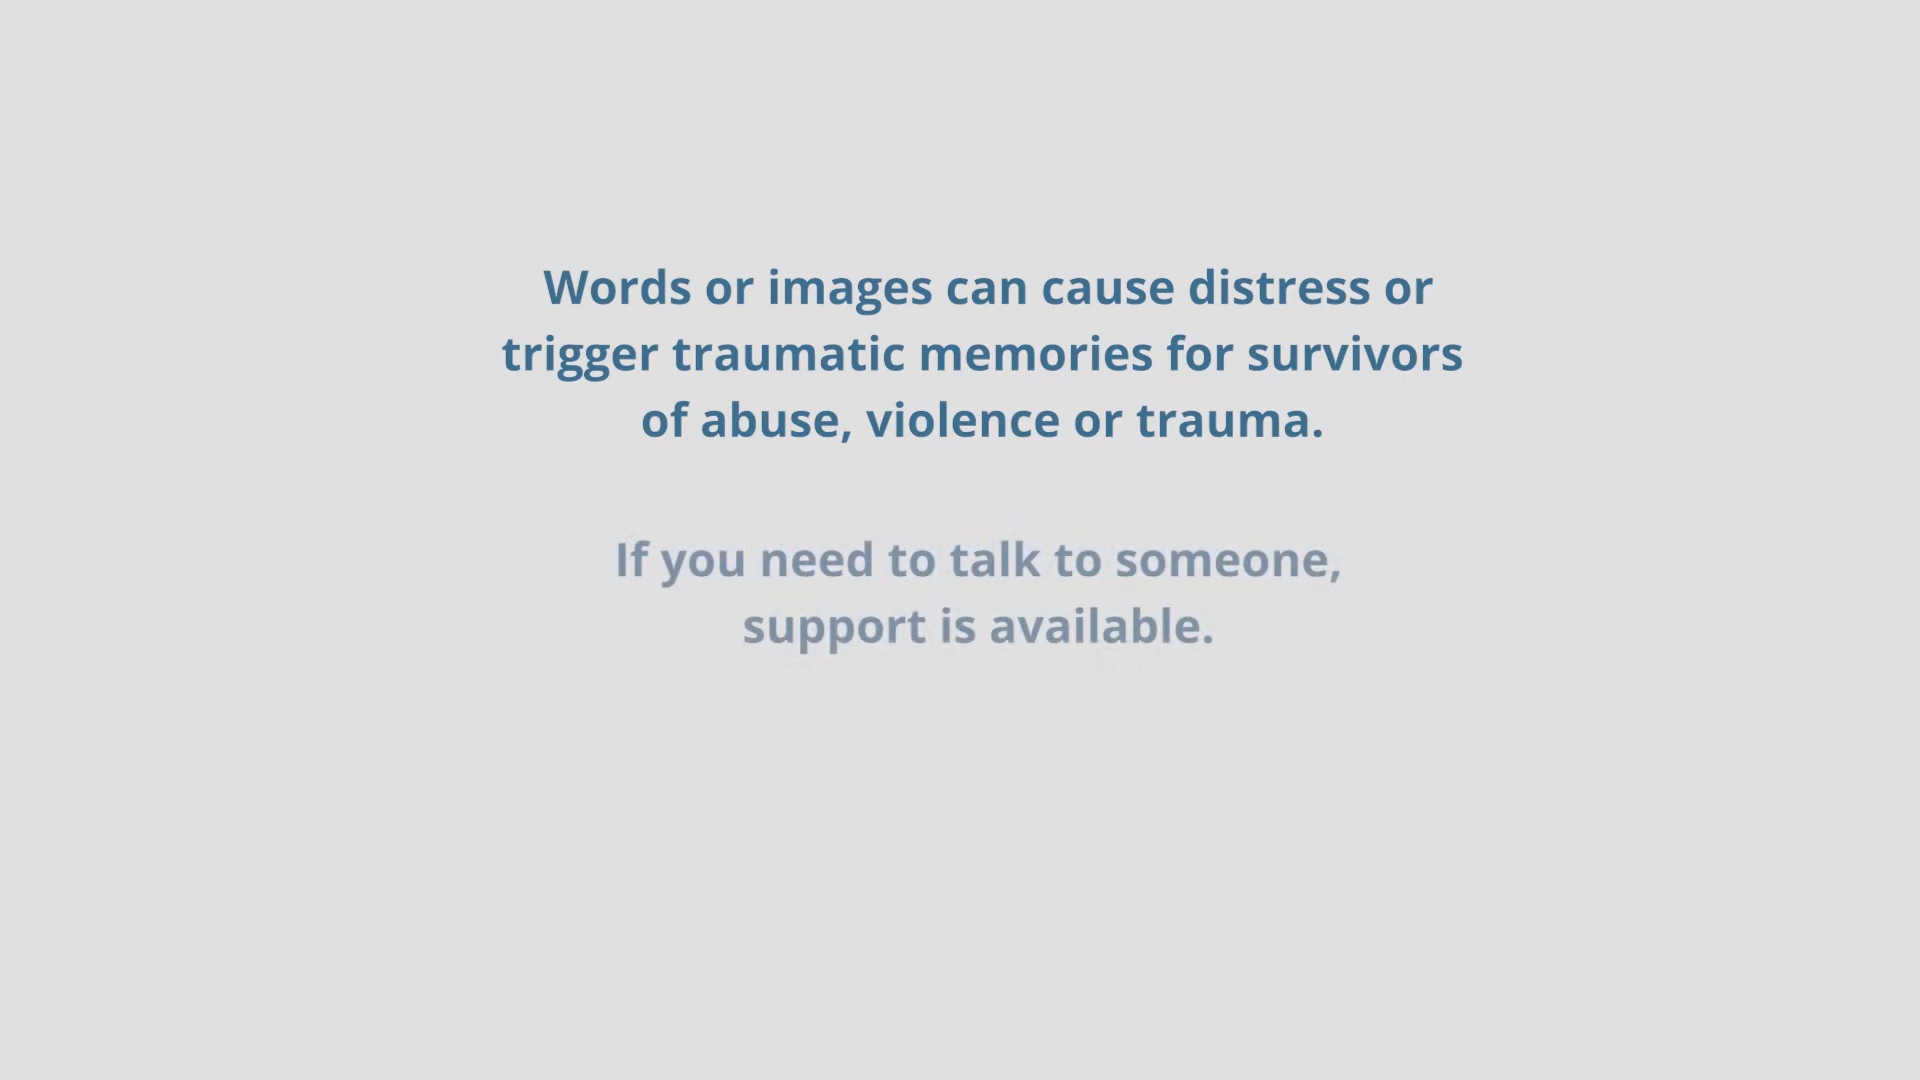 Words or images can cause distress or
trigger traumatic memories for survivors
of abuse, violence or trauma.
If you need to talk to someone,
support is available.